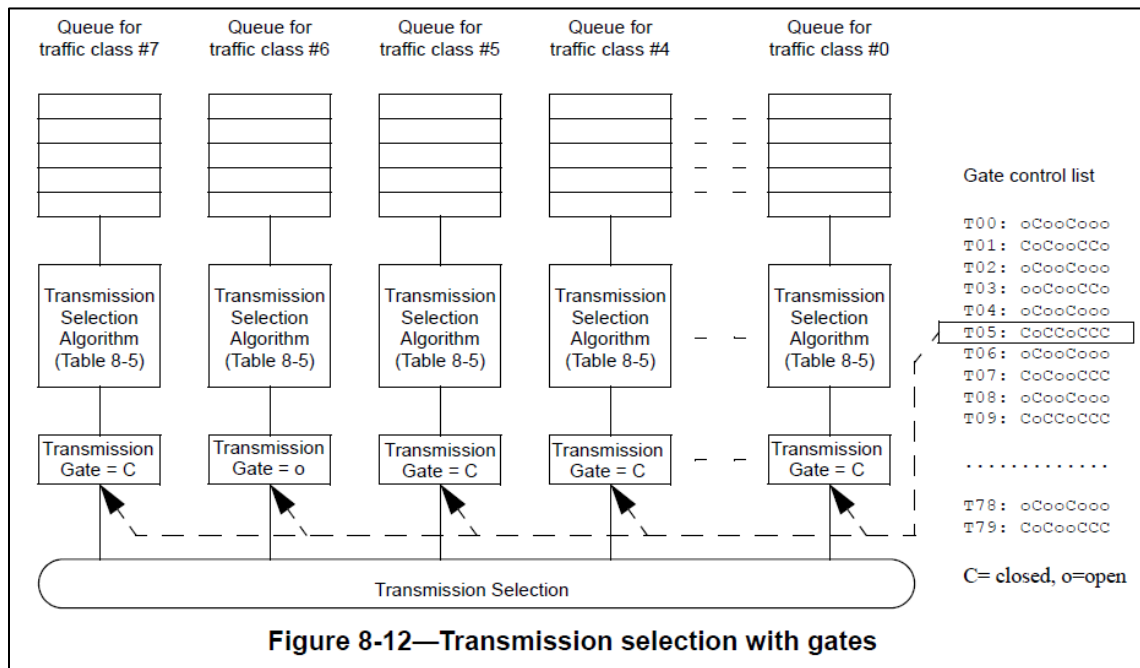 Queue for
traffic class #7
Queue for
traffic class #6
Queue for
traffic class #5
Queue for
traffic class #4
Queue for
traffic class #0
Transmission
Selection
Algorithm
(Table 8-5)
Transmission
Selection
Algorithm
(Table 8-5)
Transmission
Selection
Algorithm
(Table 8-5)
Transmission
Selection
Algorithm
(Table 8-5)
Transmission
Selection
Algorithm
(Table 8-5)
Transmission
Gate = C
Transmission
Gate = o
Transmission
Gate = C
Transmission
Gate = C
Transmission
Gate = C
Transmission Selection
Gate control list
T00: oCooCooo
T01: CoCooCCo
T02: oCooCooo
T03: ooCooCCo
T04: oCooCooo
T05: CoCCoCCC
T06: oCooCooo
T07: CoCooCCC
T08: oCooCooo
T09: CoCCoCCC
.............
T78: oCooCooo
T79: CoCooCCC
C= closed, o=open
Figure 8-12—Transmission selection with gates